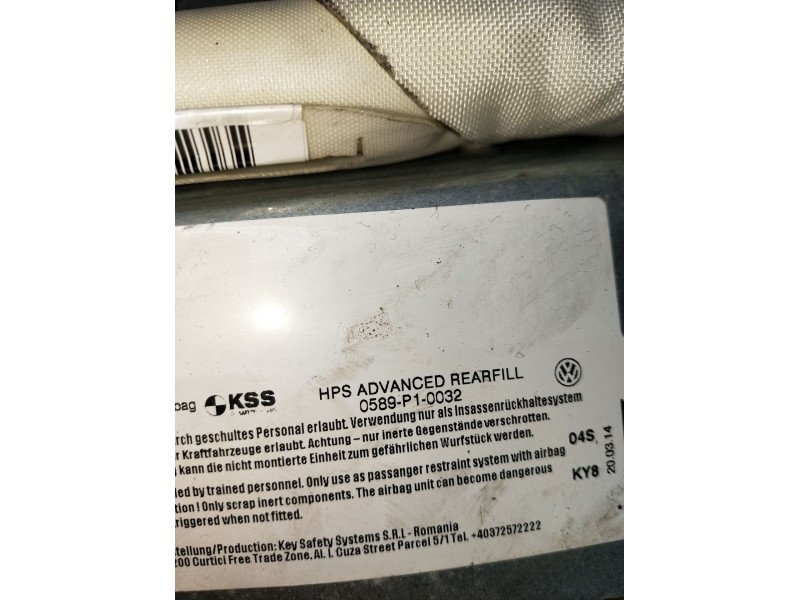 HPS ADVANCED REARFILL
bag KSS
0589-P1-0032
urch geschultes Personal erlaubt. Verwendung nur als Insassenrückhaltesystem
r Kraftfahrzeuge erlaubt. Achtung – nur inerte Gegenstände verschrotten.
kann die nicht montierte Einheit zum gefährlichen Wurfstück werden.
04S
20.03.14
KY8
led by trained personnel. Only use as passanger restraint system with airbag
tion ! Only scrap inert components. The airbag unit can become dangerous
triggered when not fitted.
stellung/Production: Key Safety Systems S.R.L - Romania
200 Curtici Free Trade Zone, Al. I. Cuza Street Parcel 5/1 Tel. +40372572222